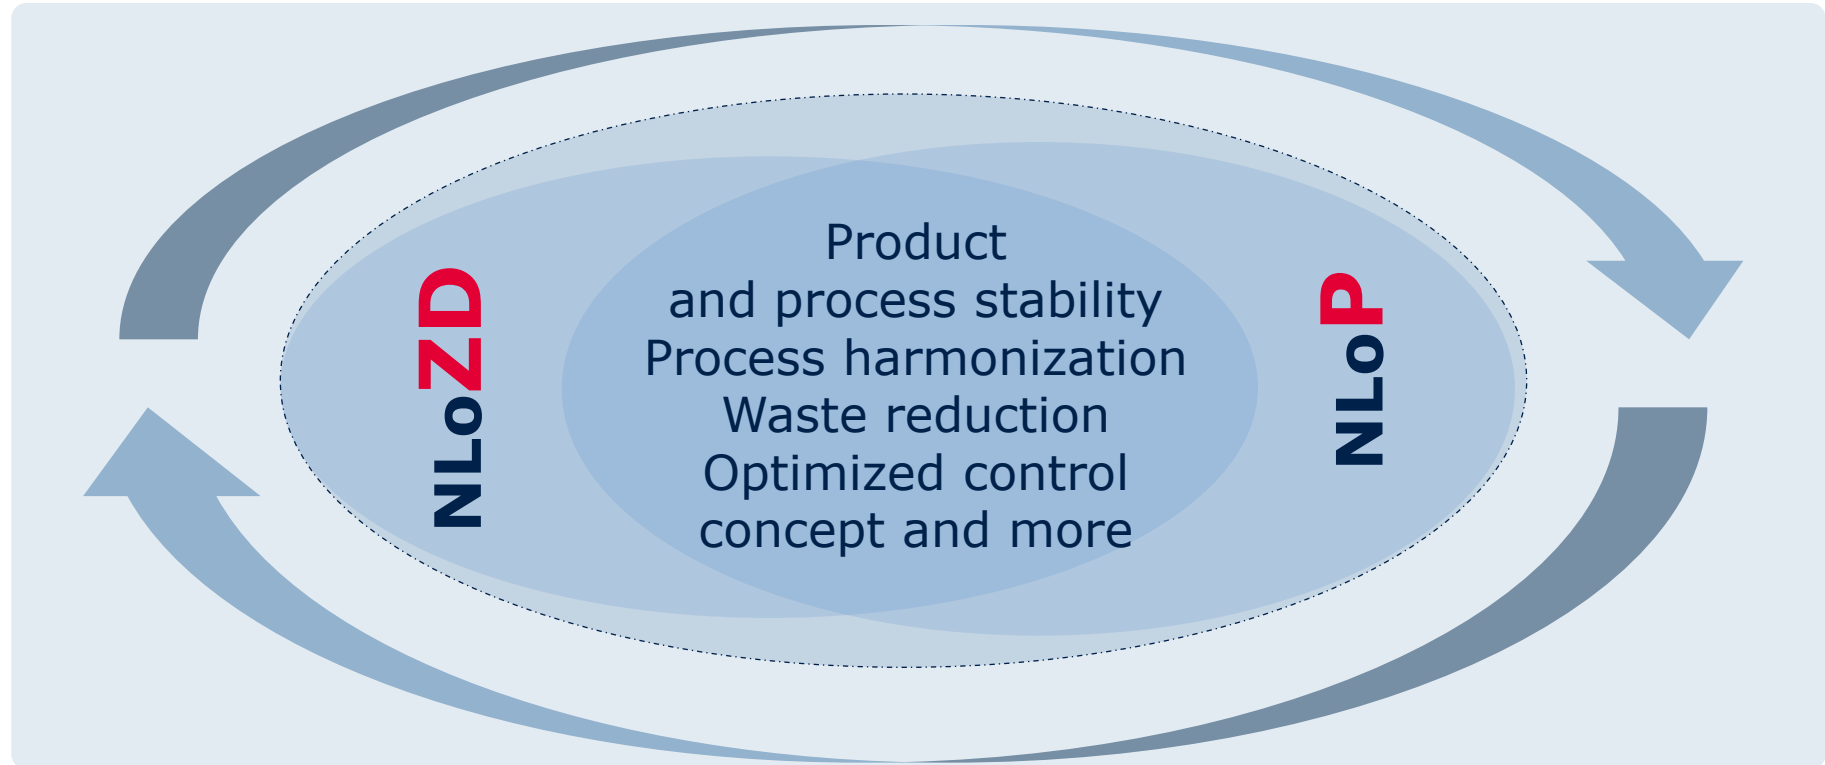 NLoZD
Product
and process stability
Process harmonization
Waste reduction
Optimized control
concept and more
NLoP